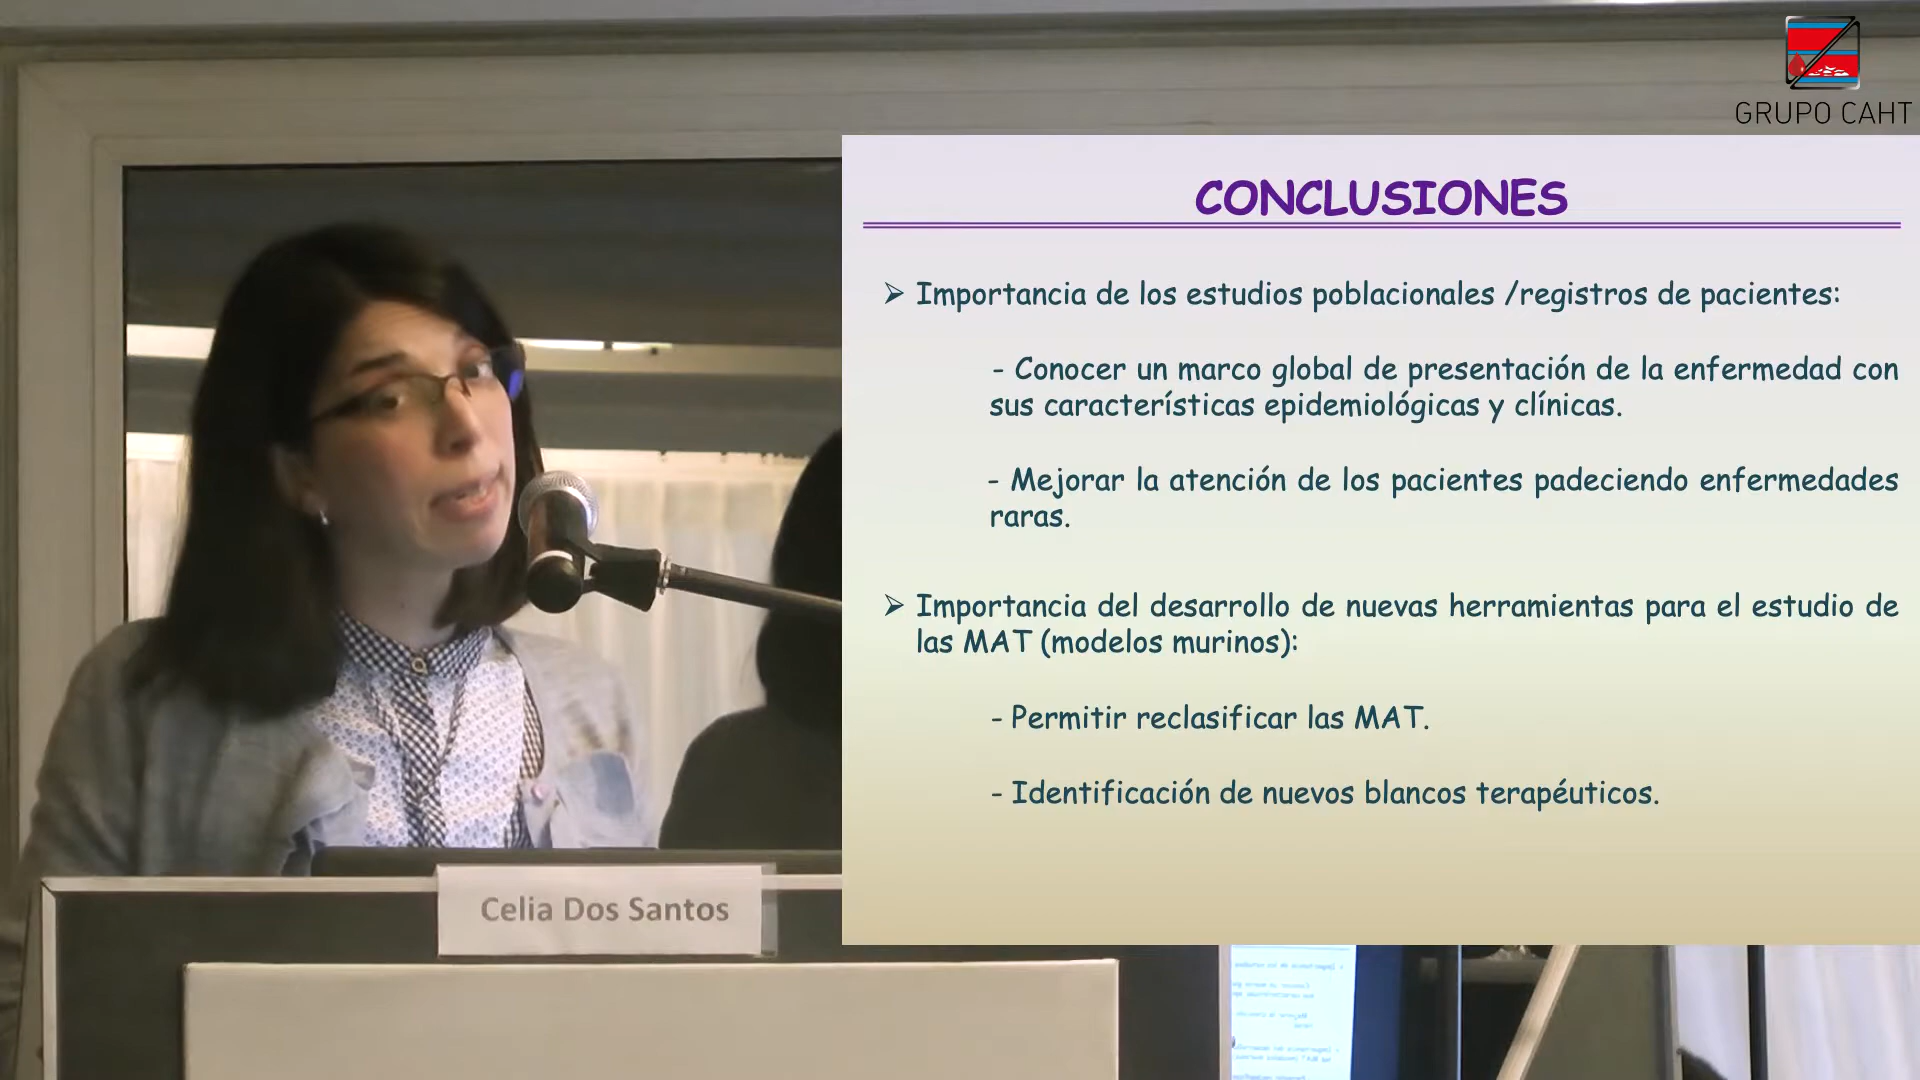 GRUPO CAHT
CONCLUSIONES
➢ Importancia de los estudios poblacionales /registros de pacientes:
- Conocer un marco global de presentación de la enfermedad con
sus características epidemiológicas y clínicas.
- Mejorar la atención de los pacientes padeciendo enfermedades
raras.
➢ Importancia del desarrollo de nuevas herramientas para el estudio de
las MAT (modelos murinos):
- Permitir reclasificar las MAT.
- Identificación de nuevos blancos terapéuticos.
Celia Dos Santos